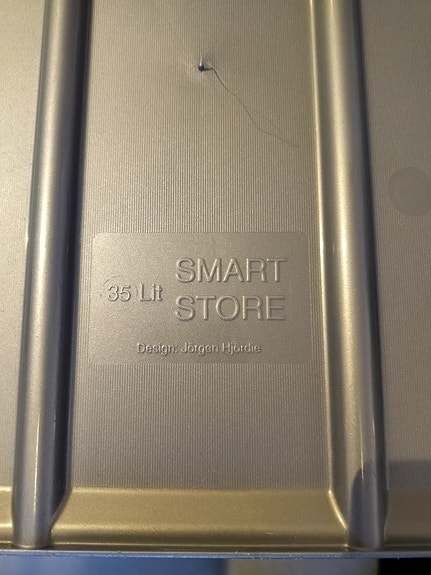 35 Lit
SMART
STORE
Design: Jörgen Hjordie